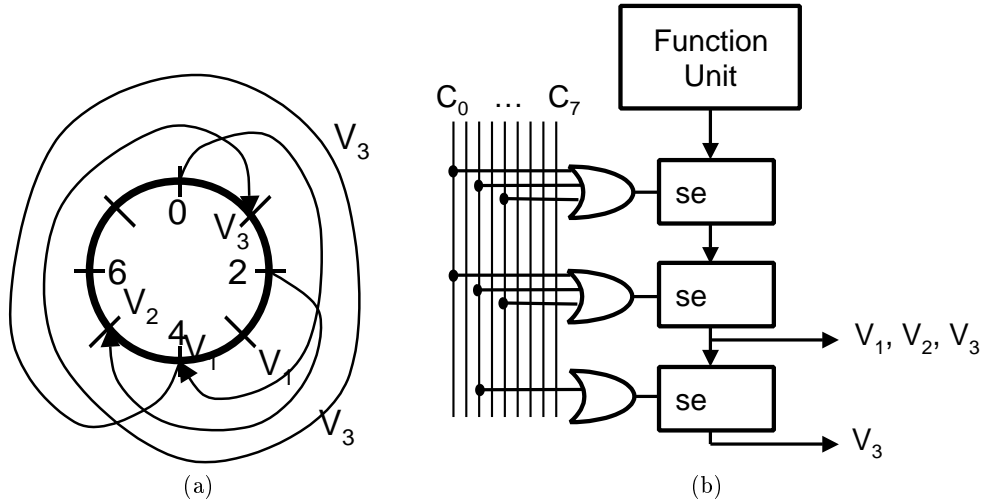 V₃
0
V₃
6
2
V₂
4
V₁
V₁
V₃
(a)
Function
Unit
C₀ ... C₇
se
se
V₁, V₂, V₃
se
V₃
(b)